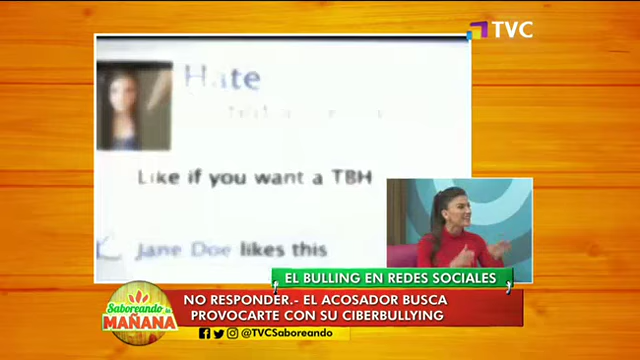 TVC
Hate
Like if you want a TBH
Jane Doe likes this
EL BULLING EN REDES SOCIALES
NO RESPONDER.- EL ACOSADOR BUSCA
PROVOCARTE CON SU CIBERBULLYING
Saboreando la
MAÑANA
@TVCSaboreando